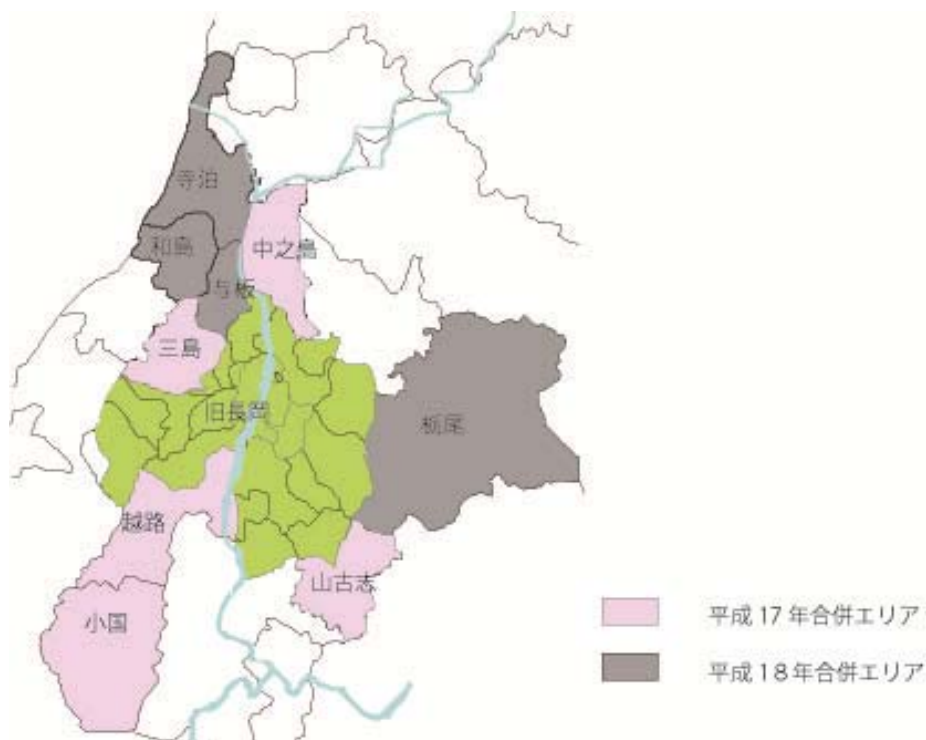 寺泊
和島
中之島
与板
三島
旧長岡
栃尾
越路
山古志
小国
平成17年合併エリア
平成18年合併エリア